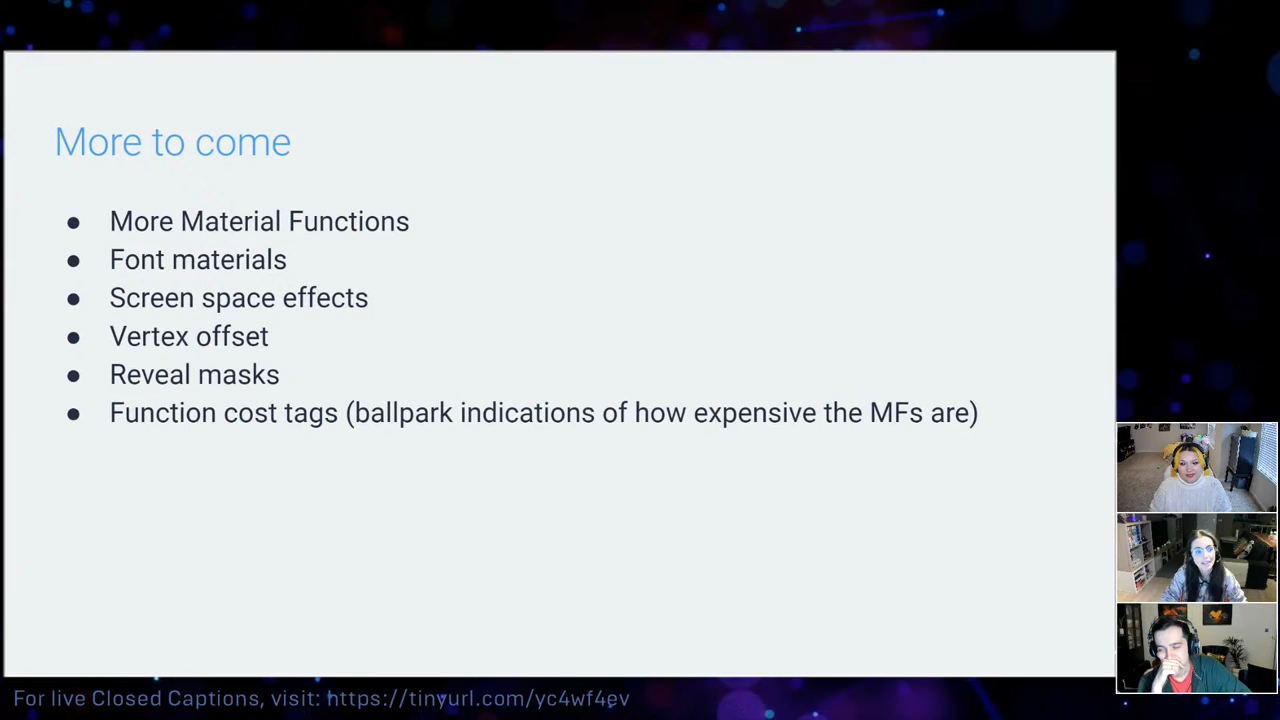 More to come
● More Material Functions
● Font materials
● Screen space effects
● Vertex offset
● Reveal masks
● Function cost tags (ballpark indications of how expensive the MFs are)
For live Closed Captions, visit: https://tinyurl.com/yc4wf4ev